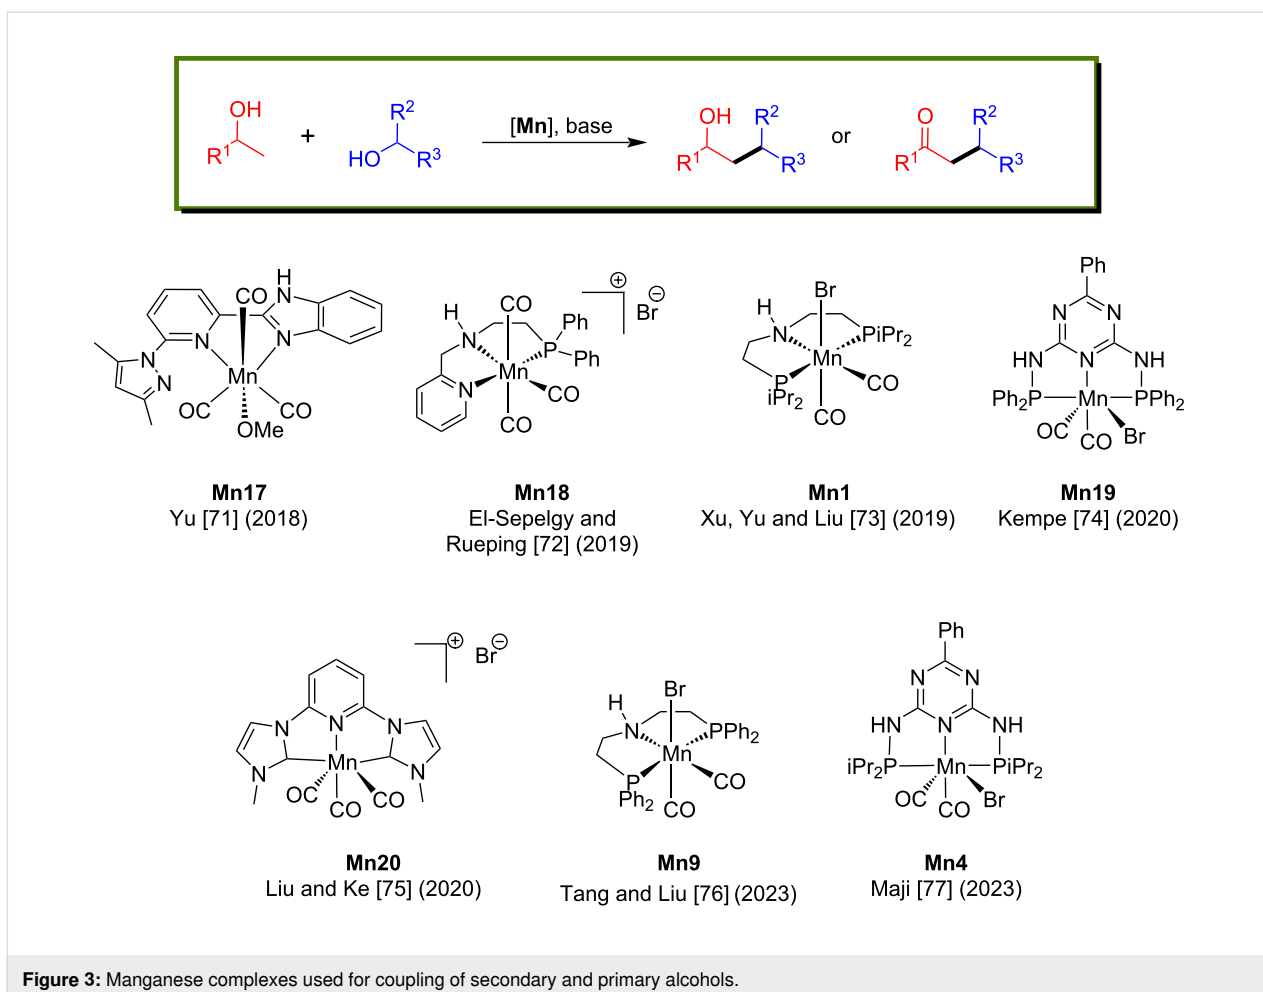 OH
R1
+
R2
HO
R3
[Mn], base
OH
R2
R1
R3
or
O
R2
R1
R3
H
N
CO
N
N
N
N
Mn
OC
CO
OMe
Mn17
Yu [71] (2018)
+
Br−
CO
H
N
Ph
P
Ph
Mn
N
CO
CO
Mn18
El-Sepelgy and
Rueping [72] (2019)
Br
H
N
PiPr2
Mn
P
iPr2
CO
CO
Mn1
Xu, Yu and Liu [73] (2019)
Ph
N
N
HN
N
NH
Ph2P
Mn
PPh2
OC
CO
Br
Mn19
Kempe [74] (2020)
+
Br−
N
N
N
Mn
N
N
OC
CO
CO
Mn20
Liu and Ke [75] (2020)
Br
H
N
PPh2
Mn
P
Ph2
CO
CO
Mn9
Tang and Liu [76] (2023)
Ph
N
N
HN
N
NH
iPr2P
Mn
PiPr2
OC
CO
Br
Mn4
Maji [77] (2023)
Figure 3: Manganese complexes used for coupling of secondary and primary alcohols.